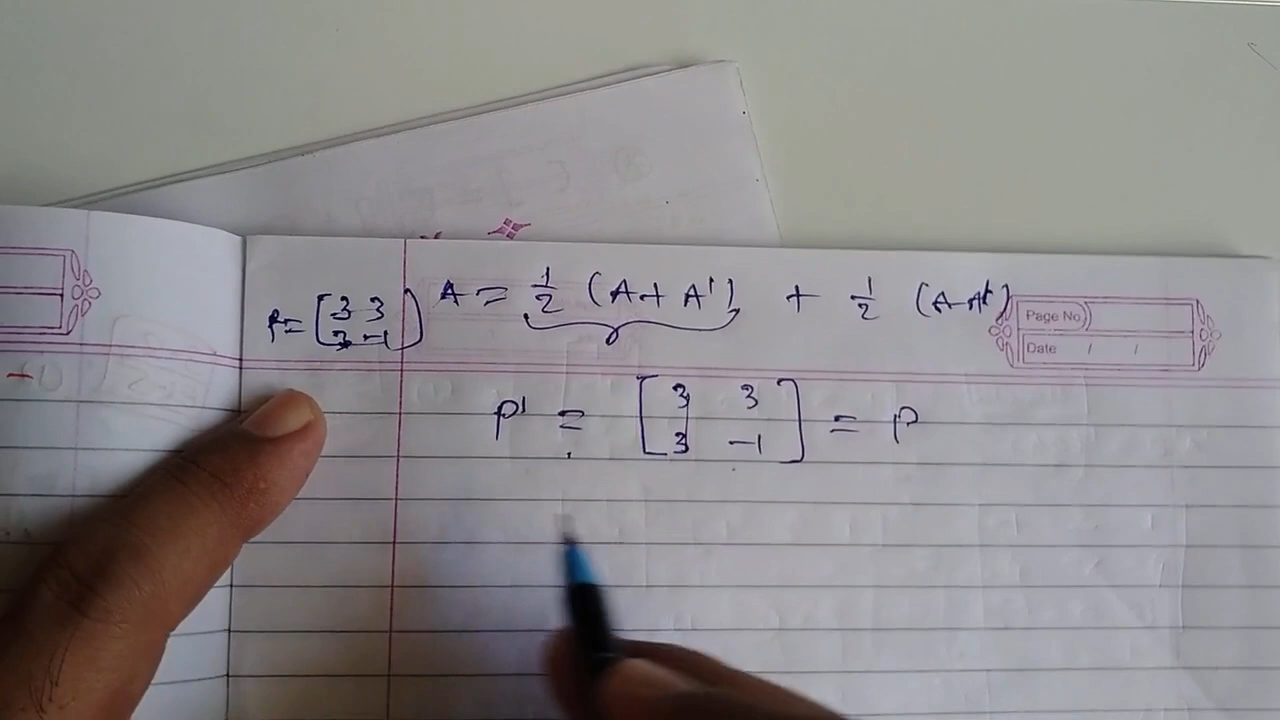 A = 1/2 (A + A') + 1/2 (A-A')
P = [3 3
3 -1]
Page No.
Date / /
P' = [3 3
3 -1] = P